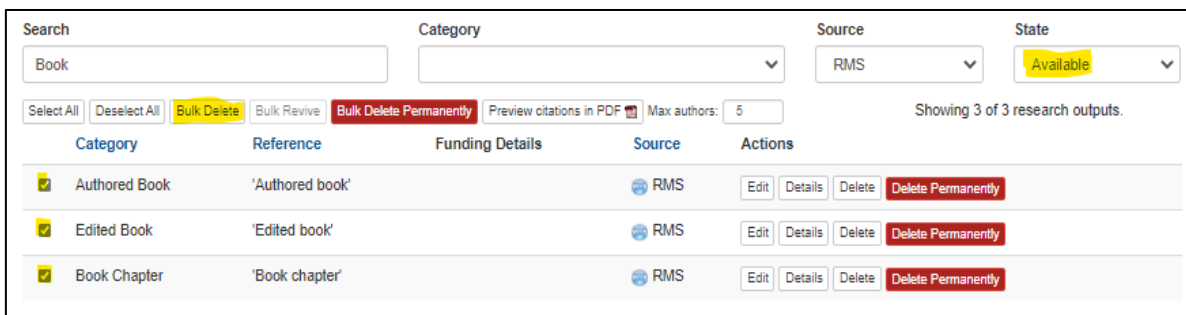 Search Category Source State
Book RMS Available
Select All Deselect All Bulk Delete Bulk Revive Bulk Delete Permanently Preview citations in PDF Max authors: 5 Showing 3 of 3 research outputs.
Category Reference Funding Details Source Actions
Authored Book 'Authored book' RMS Edit Details Delete Delete Permanently
Edited Book 'Edited book' RMS Edit Details Delete Delete Permanently
Book Chapter 'Book chapter' RMS Edit Details Delete Delete Permanently